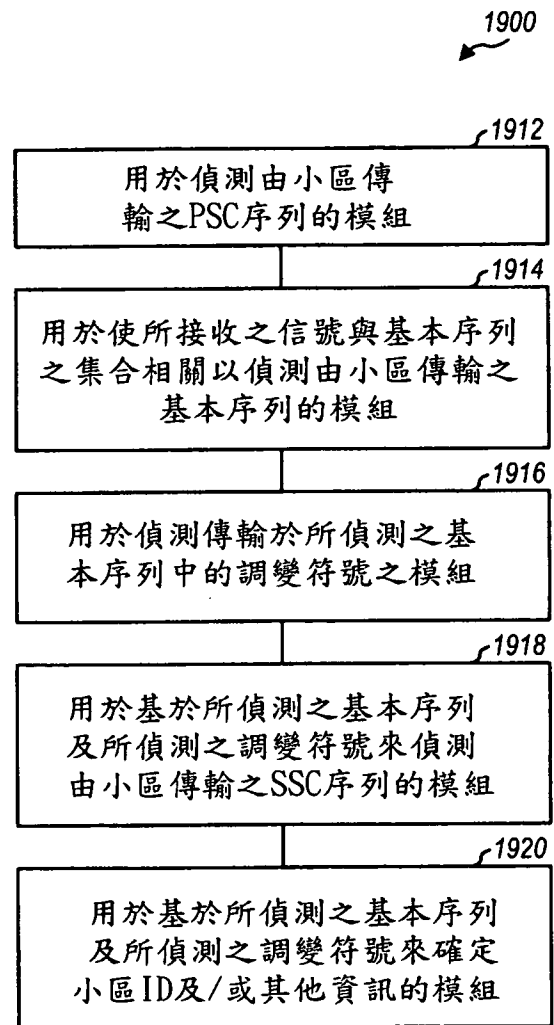 1900
1912
用於偵測由小區傳
輸之PSC序列的模組
1914
用於使所接收之信號與基本序列
之集合相關以偵測由小區傳輸之
基本序列的模組
1916
用於偵測傳輸於所偵測之基
本序列中的調變符號之模組
1918
用於基於所偵測之基本序列
及所偵測之調變符號來偵測
由小區傳輸之SSC序列的模組
1920
用於基於所偵測之基本序列
及所偵測之調變符號來確定
小區ID及/或其他資訊的模組